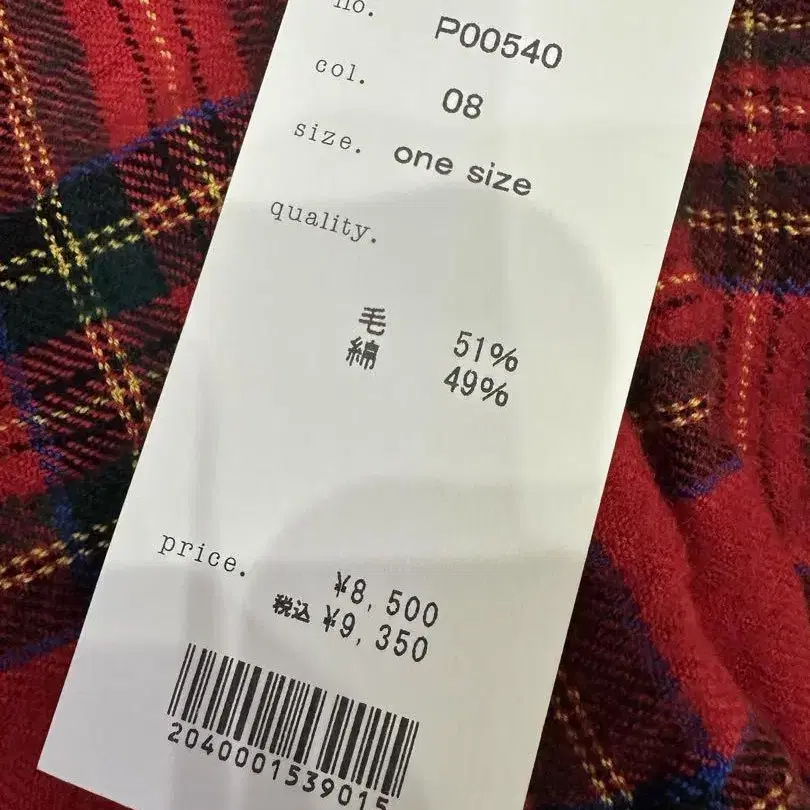 no. P00540
col. 08
size. one size
quality.
毛 51%
綿 49%
price. ¥8,500
税込 ¥9,350
2040001539015